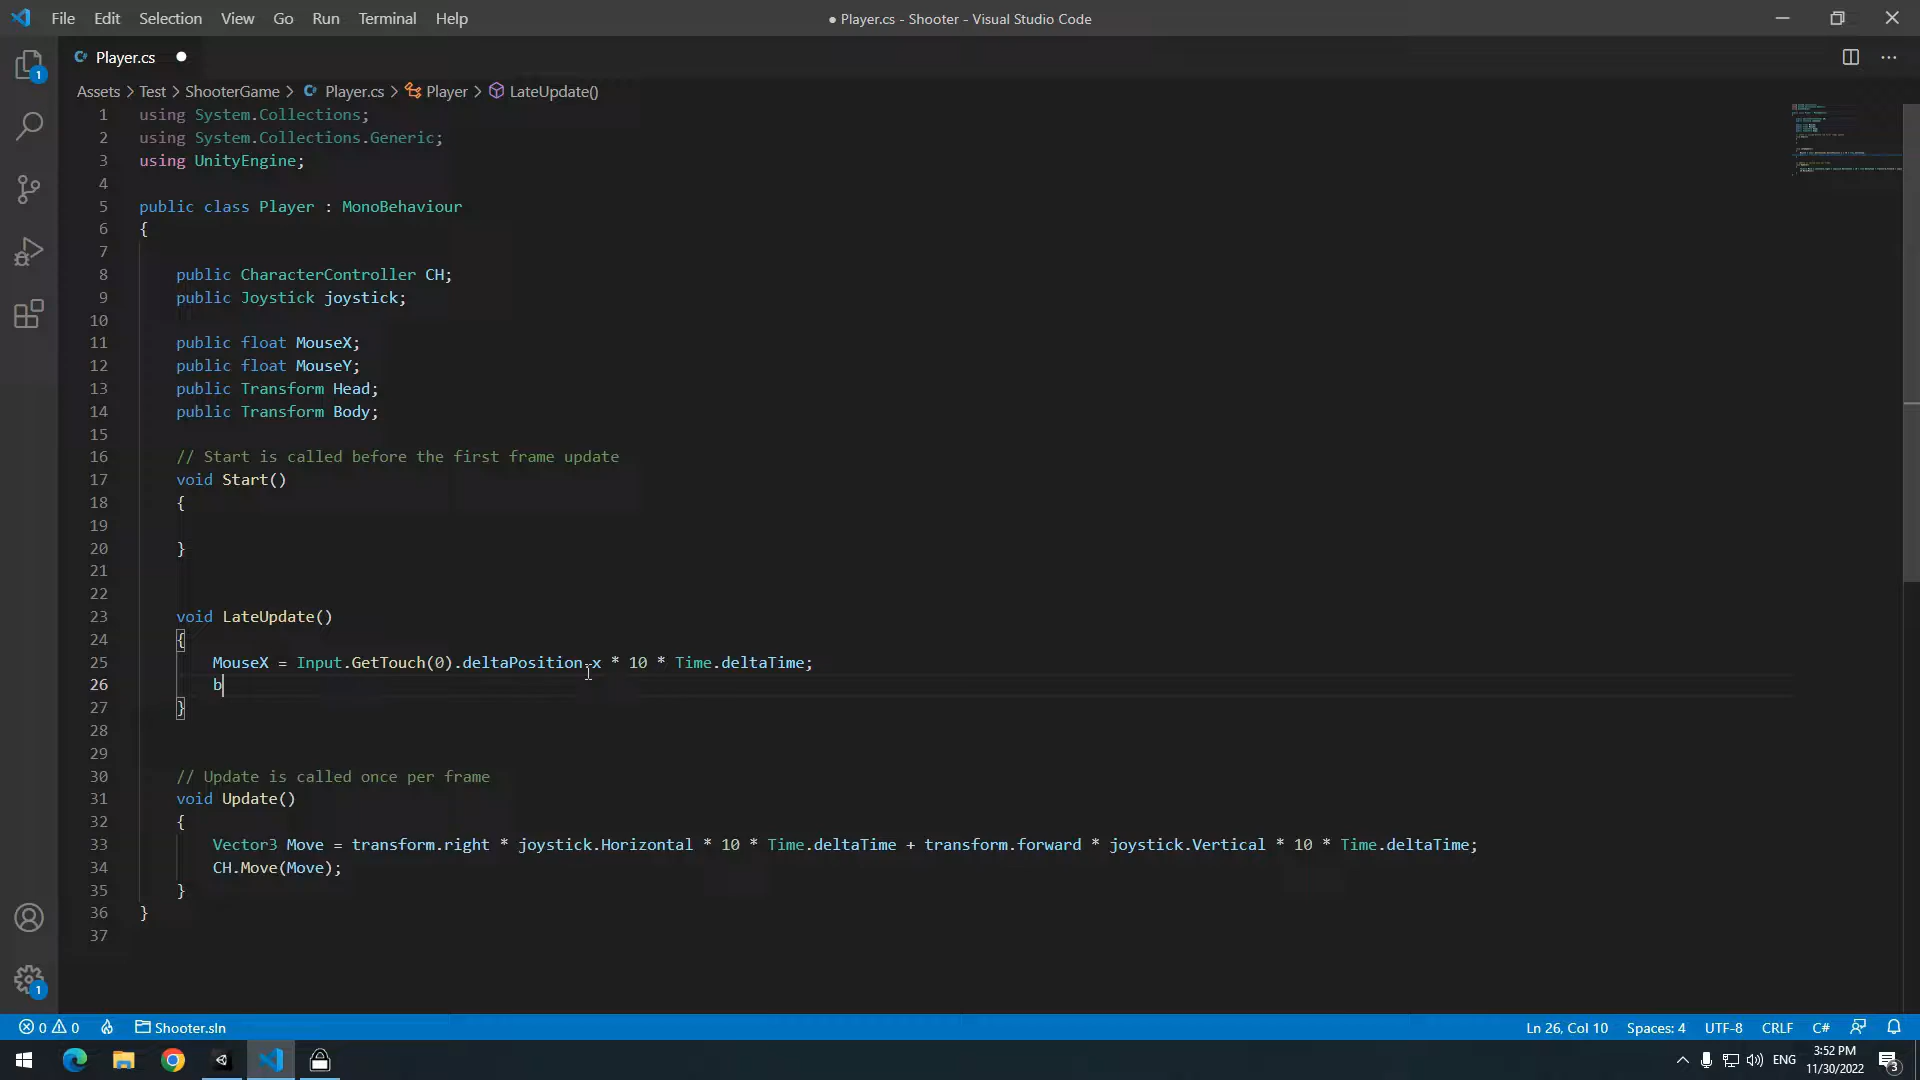 File Edit Selection View Go Run Terminal Help
● Player.cs - Shooter - Visual Studio Code
1
C# Player.cs ●
Assets > Test > ShooterGame > C# Player.cs > Player > LateUpdate()
1 using System.Collections;
2 using System.Collections.Generic;
3 using UnityEngine;
4
5 public class Player : MonoBehaviour
6 {
7
8 public CharacterController CH;
9 public Joystick joystick;
10
11 public float MouseX;
12 public float MouseY;
13 public Transform Head;
14 public Transform Body;
15
16 // Start is called before the first frame update
17 void Start()
18 {
19
20 }
21
22
23 void LateUpdate()
24 {
25 MouseX = Input.GetTouch(0).deltaPosition.x * 10 * Time.deltaTime;
26 b
27 }
28
29
30 // Update is called once per frame
31 void Update()
32 {
33 Vector3 Move = transform.right * joystick.Horizontal * 10 * Time.deltaTime + transform.forward * joystick.Vertical * 10 * Time.deltaTime;
34 CH.Move(Move);
35 }
36 }
37
1
0 0 Shooter.sln Ln 26, Col 10 Spaces: 4 UTF-8 CRLF C#
ENG 3:52 PM
11/30/2022
3